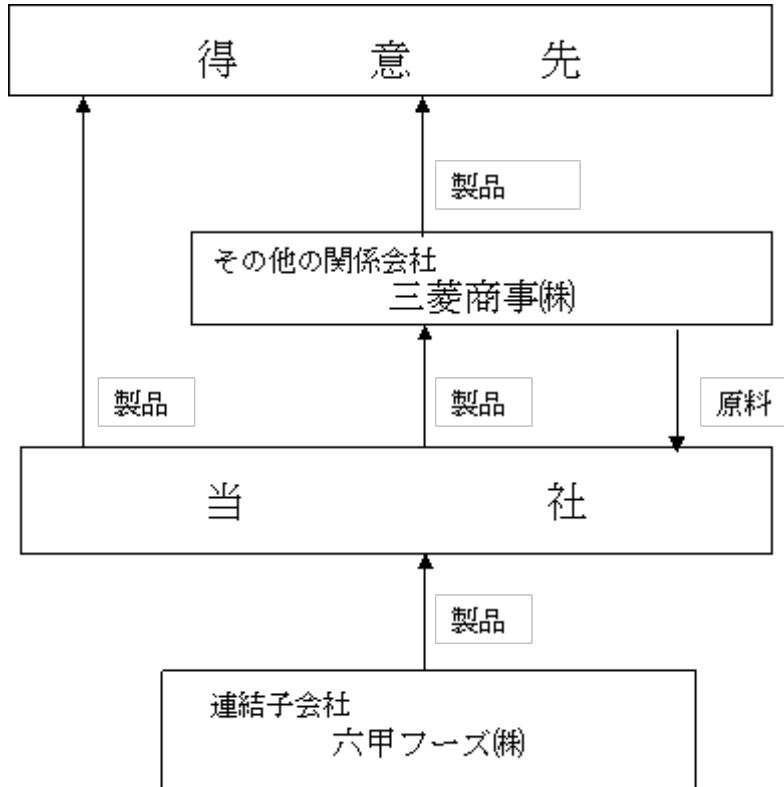 得意先
製品
その他の関係会社
三菱商事㈱
製品
製品
原料
当社
製品
連結子会社
六甲フーズ㈱